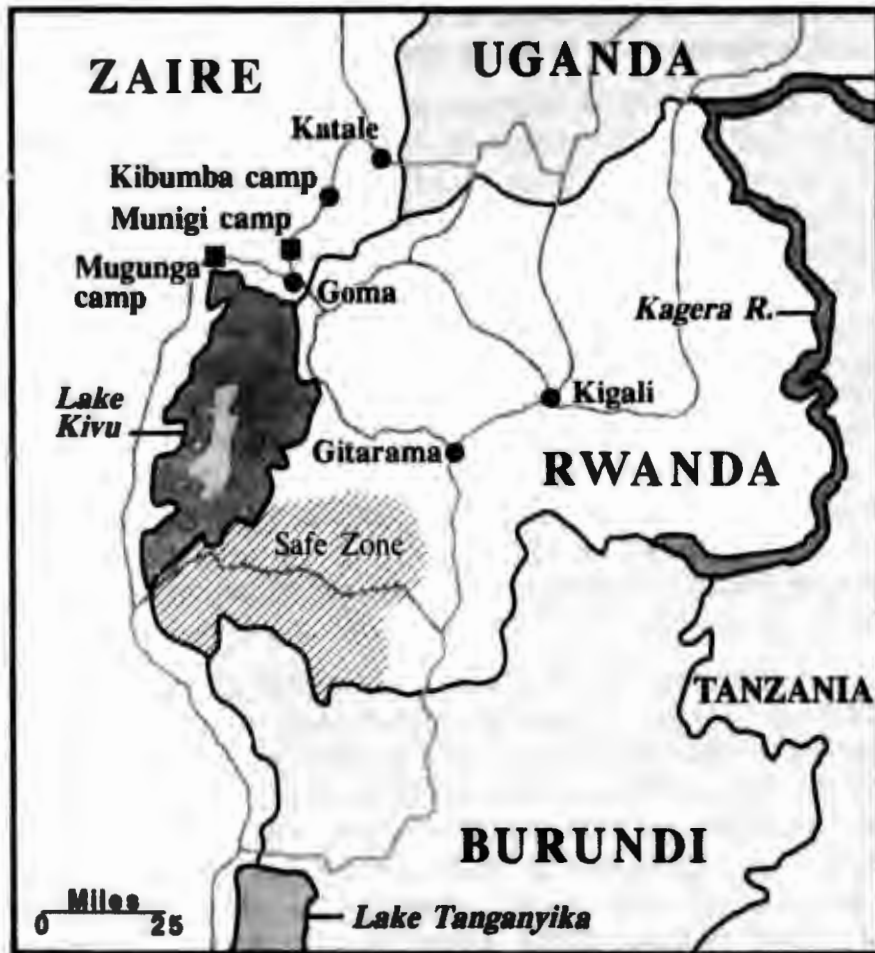 ZAIRE
UGANDA
Katale
Kibumba camp
Munigi camp
Mugunga
camp
Goma
Kagera R.
Lake
Kivu
Kigali
Gitarama
RWANDA
Safe Zone
TANZANIA
BURUNDI
Miles
0 25
Lake Tanganyika